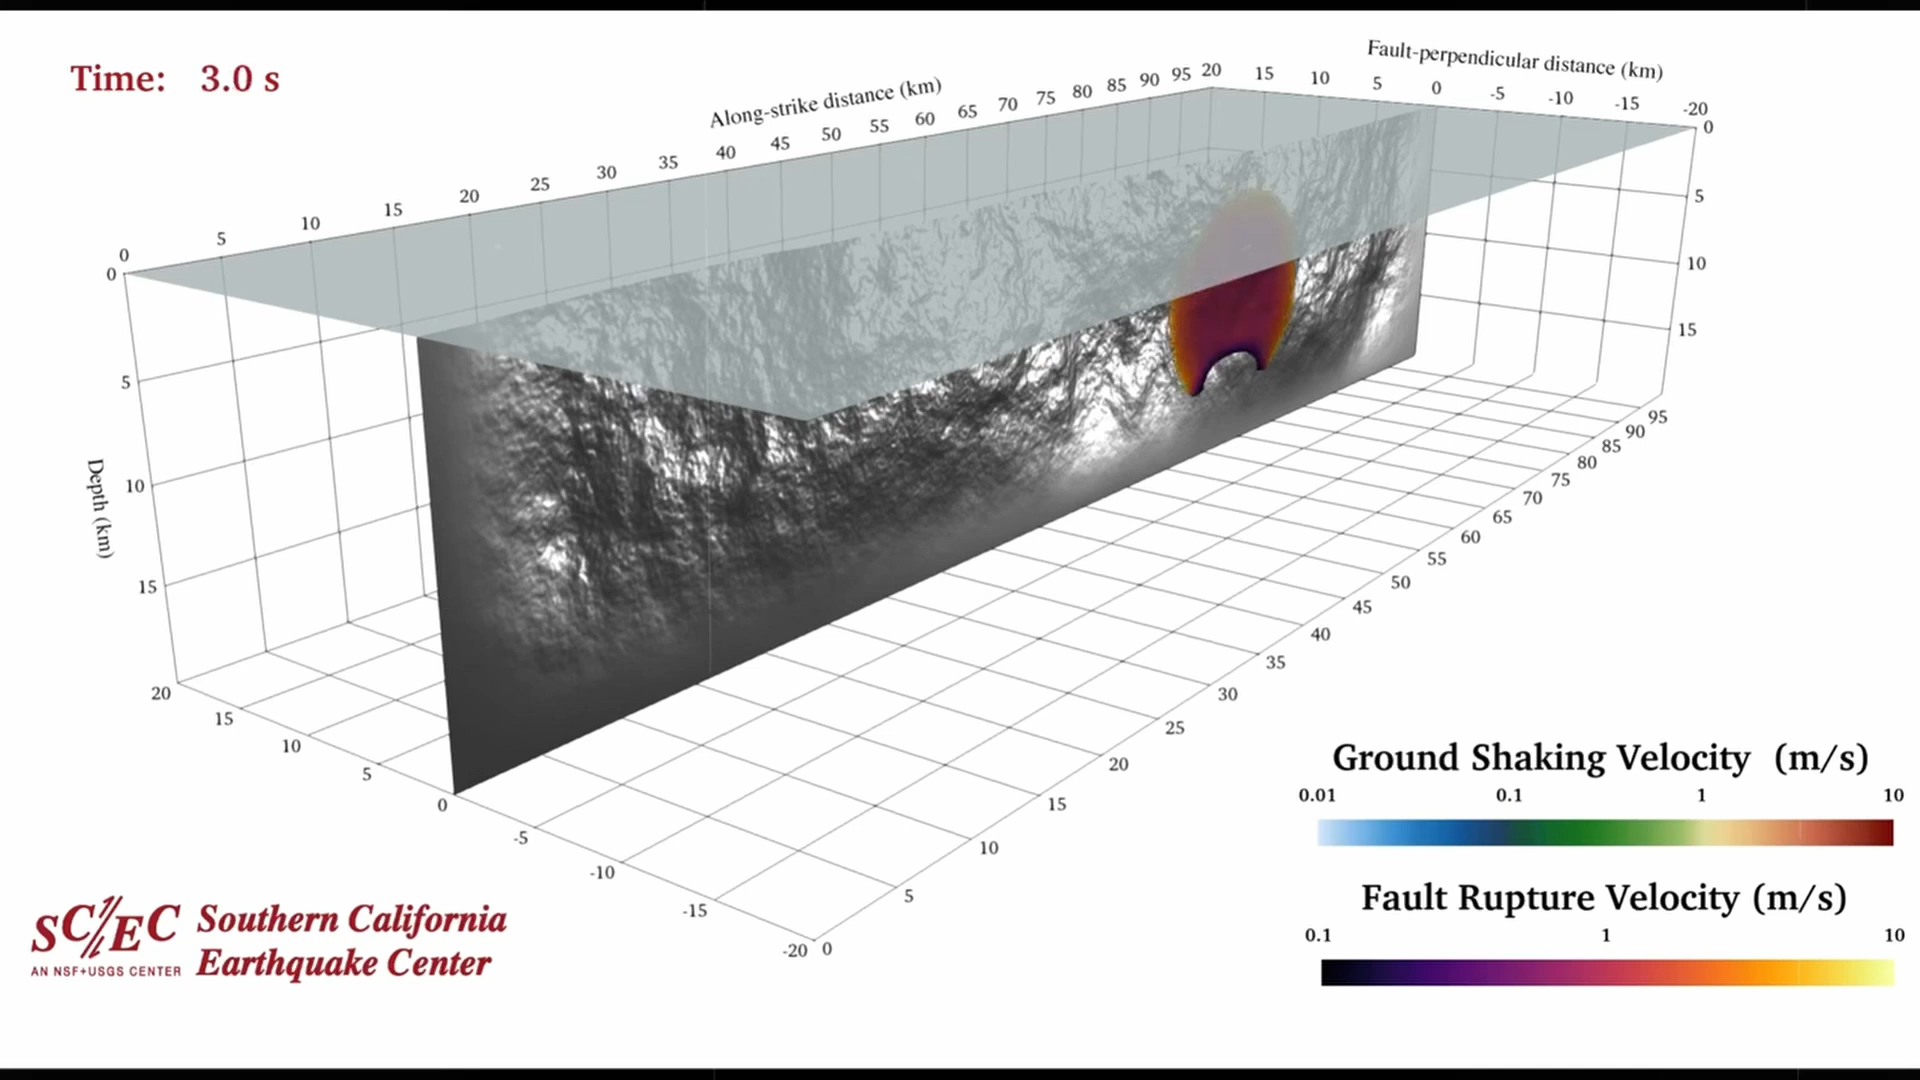 Time: 3.0 s
Fault-perpendicular distance (km)
20 15 10 5 0 -5 -10 -15 -20
Along-strike distance (km)
0 5 10 15 20 25 30 35 40 45 50 55 60 65 70 75 80 85 90 95
0 5 10 15
0
5
10
15
20
Depth (km)
15 10 5 0 -5 -10 -15 -20
0 5 10 15 20 25 30 35 40 45 50 55 60 65 70 75 80 85 90 95
Ground Shaking Velocity (m/s)
0.01 0.1 1 10
Fault Rupture Velocity (m/s)
0.1 1 10
SC/EC
AN NSF+USGS CENTER
Southern California
Earthquake Center